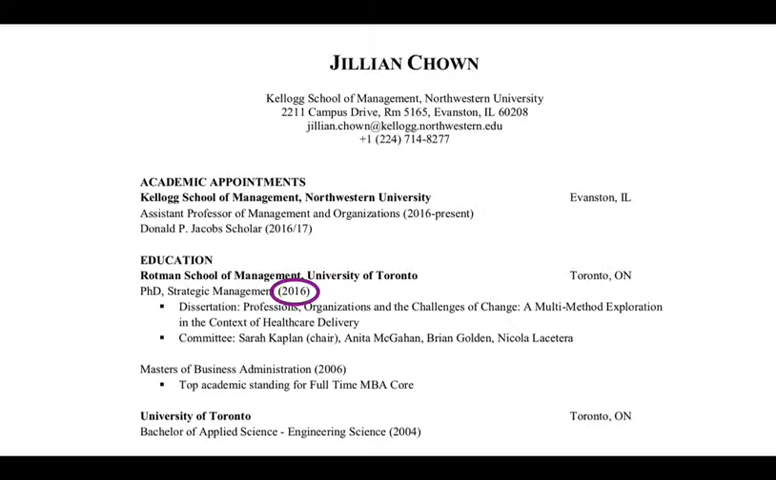 JILLIAN CHOWN
Kellogg School of Management, Northwestern University
2211 Campus Drive, Rm 5165, Evanston, IL 60208
jillian.chown@kellogg.northwestern.edu
+1 (224) 714-8277
ACADEMIC APPOINTMENTS
Kellogg School of Management, Northwestern University Evanston, IL
Assistant Professor of Management and Organizations (2016-present)
Donald P. Jacobs Scholar (2016/17)
EDUCATION
Rotman School of Management, University of Toronto Toronto, ON
PhD, Strategic Management (2016)
▪ Dissertation: Professions, Organizations and the Challenges of Change: A Multi-Method Exploration
in the Context of Healthcare Delivery
▪ Committee: Sarah Kaplan (chair), Anita McGahan, Brian Golden, Nicola Lacetera
Masters of Business Administration (2006)
▪ Top academic standing for Full Time MBA Core
University of Toronto Toronto, ON
Bachelor of Applied Science - Engineering Science (2004)